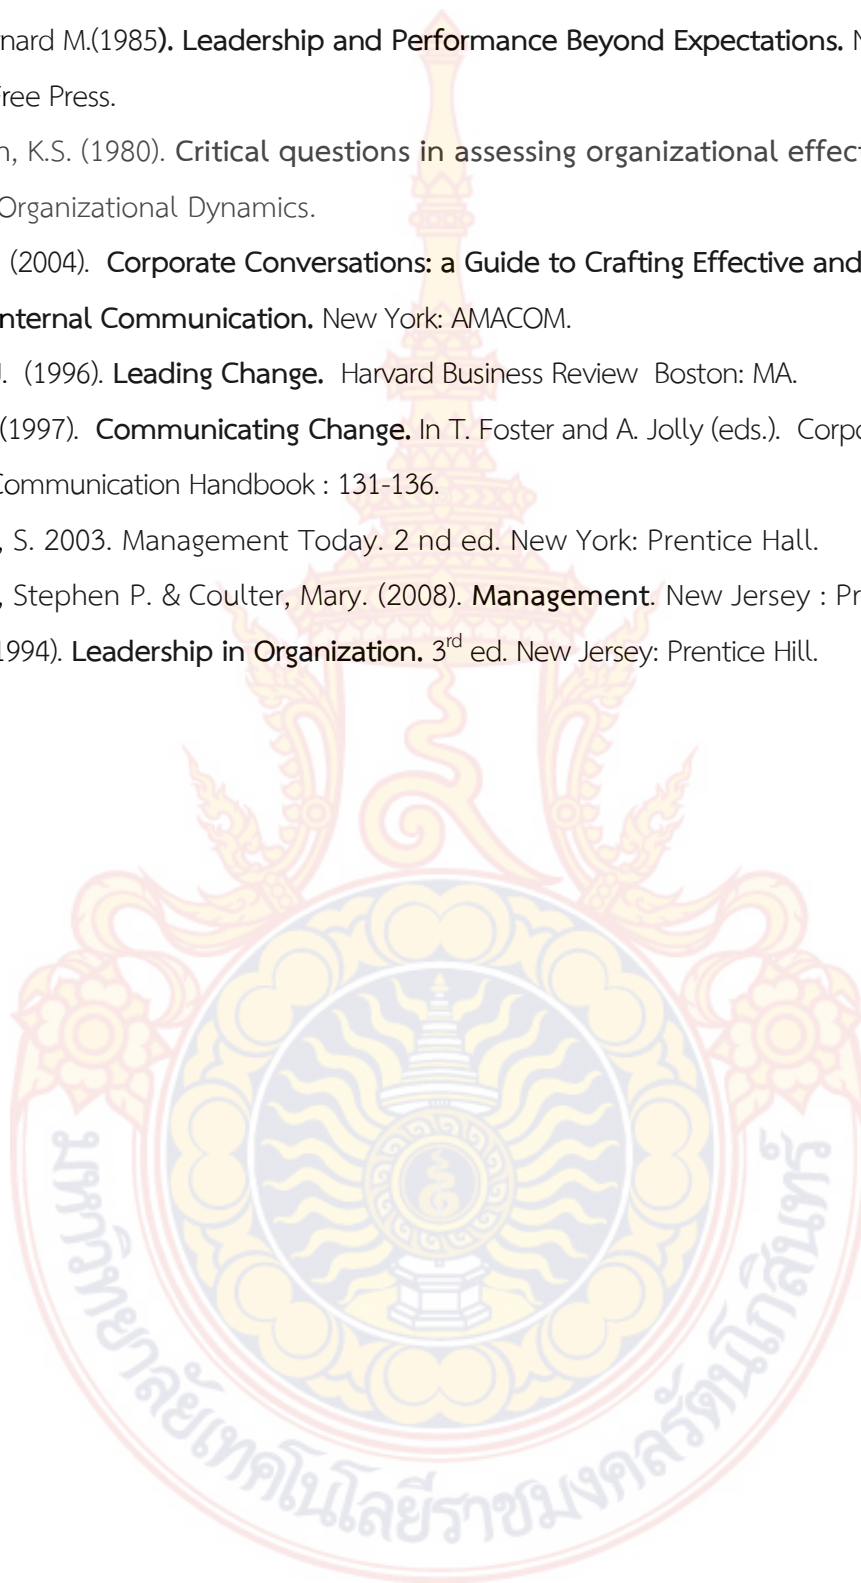 rnard M.(1985). Leadership and Performance Beyond Expectations. N
Free Press.
n, K.S. (1980). Critical questions in assessing organizational effect
Organizational Dynamics.
(2004). Corporate Conversations: a Guide to Crafting Effective and
Internal Communication. New York: AMACOM.
J. (1996). Leading Change. Harvard Business Review Boston: MA.
(1997). Communicating Change. In T. Foster and A. Jolly (eds.). Corpo
Communication Handbook : 131-136.
, S. 2003. Management Today. 2 nd ed. New York: Prentice Hall.
, Stephen P. & Coulter, Mary. (2008). Management. New Jersey : Pr
1994). Leadership in Organization. 3rd ed. New Jersey: Prentice Hill.
มหาวิทยาลัยเทคโนโลยีราชมงคลรัตนโกสินทร์